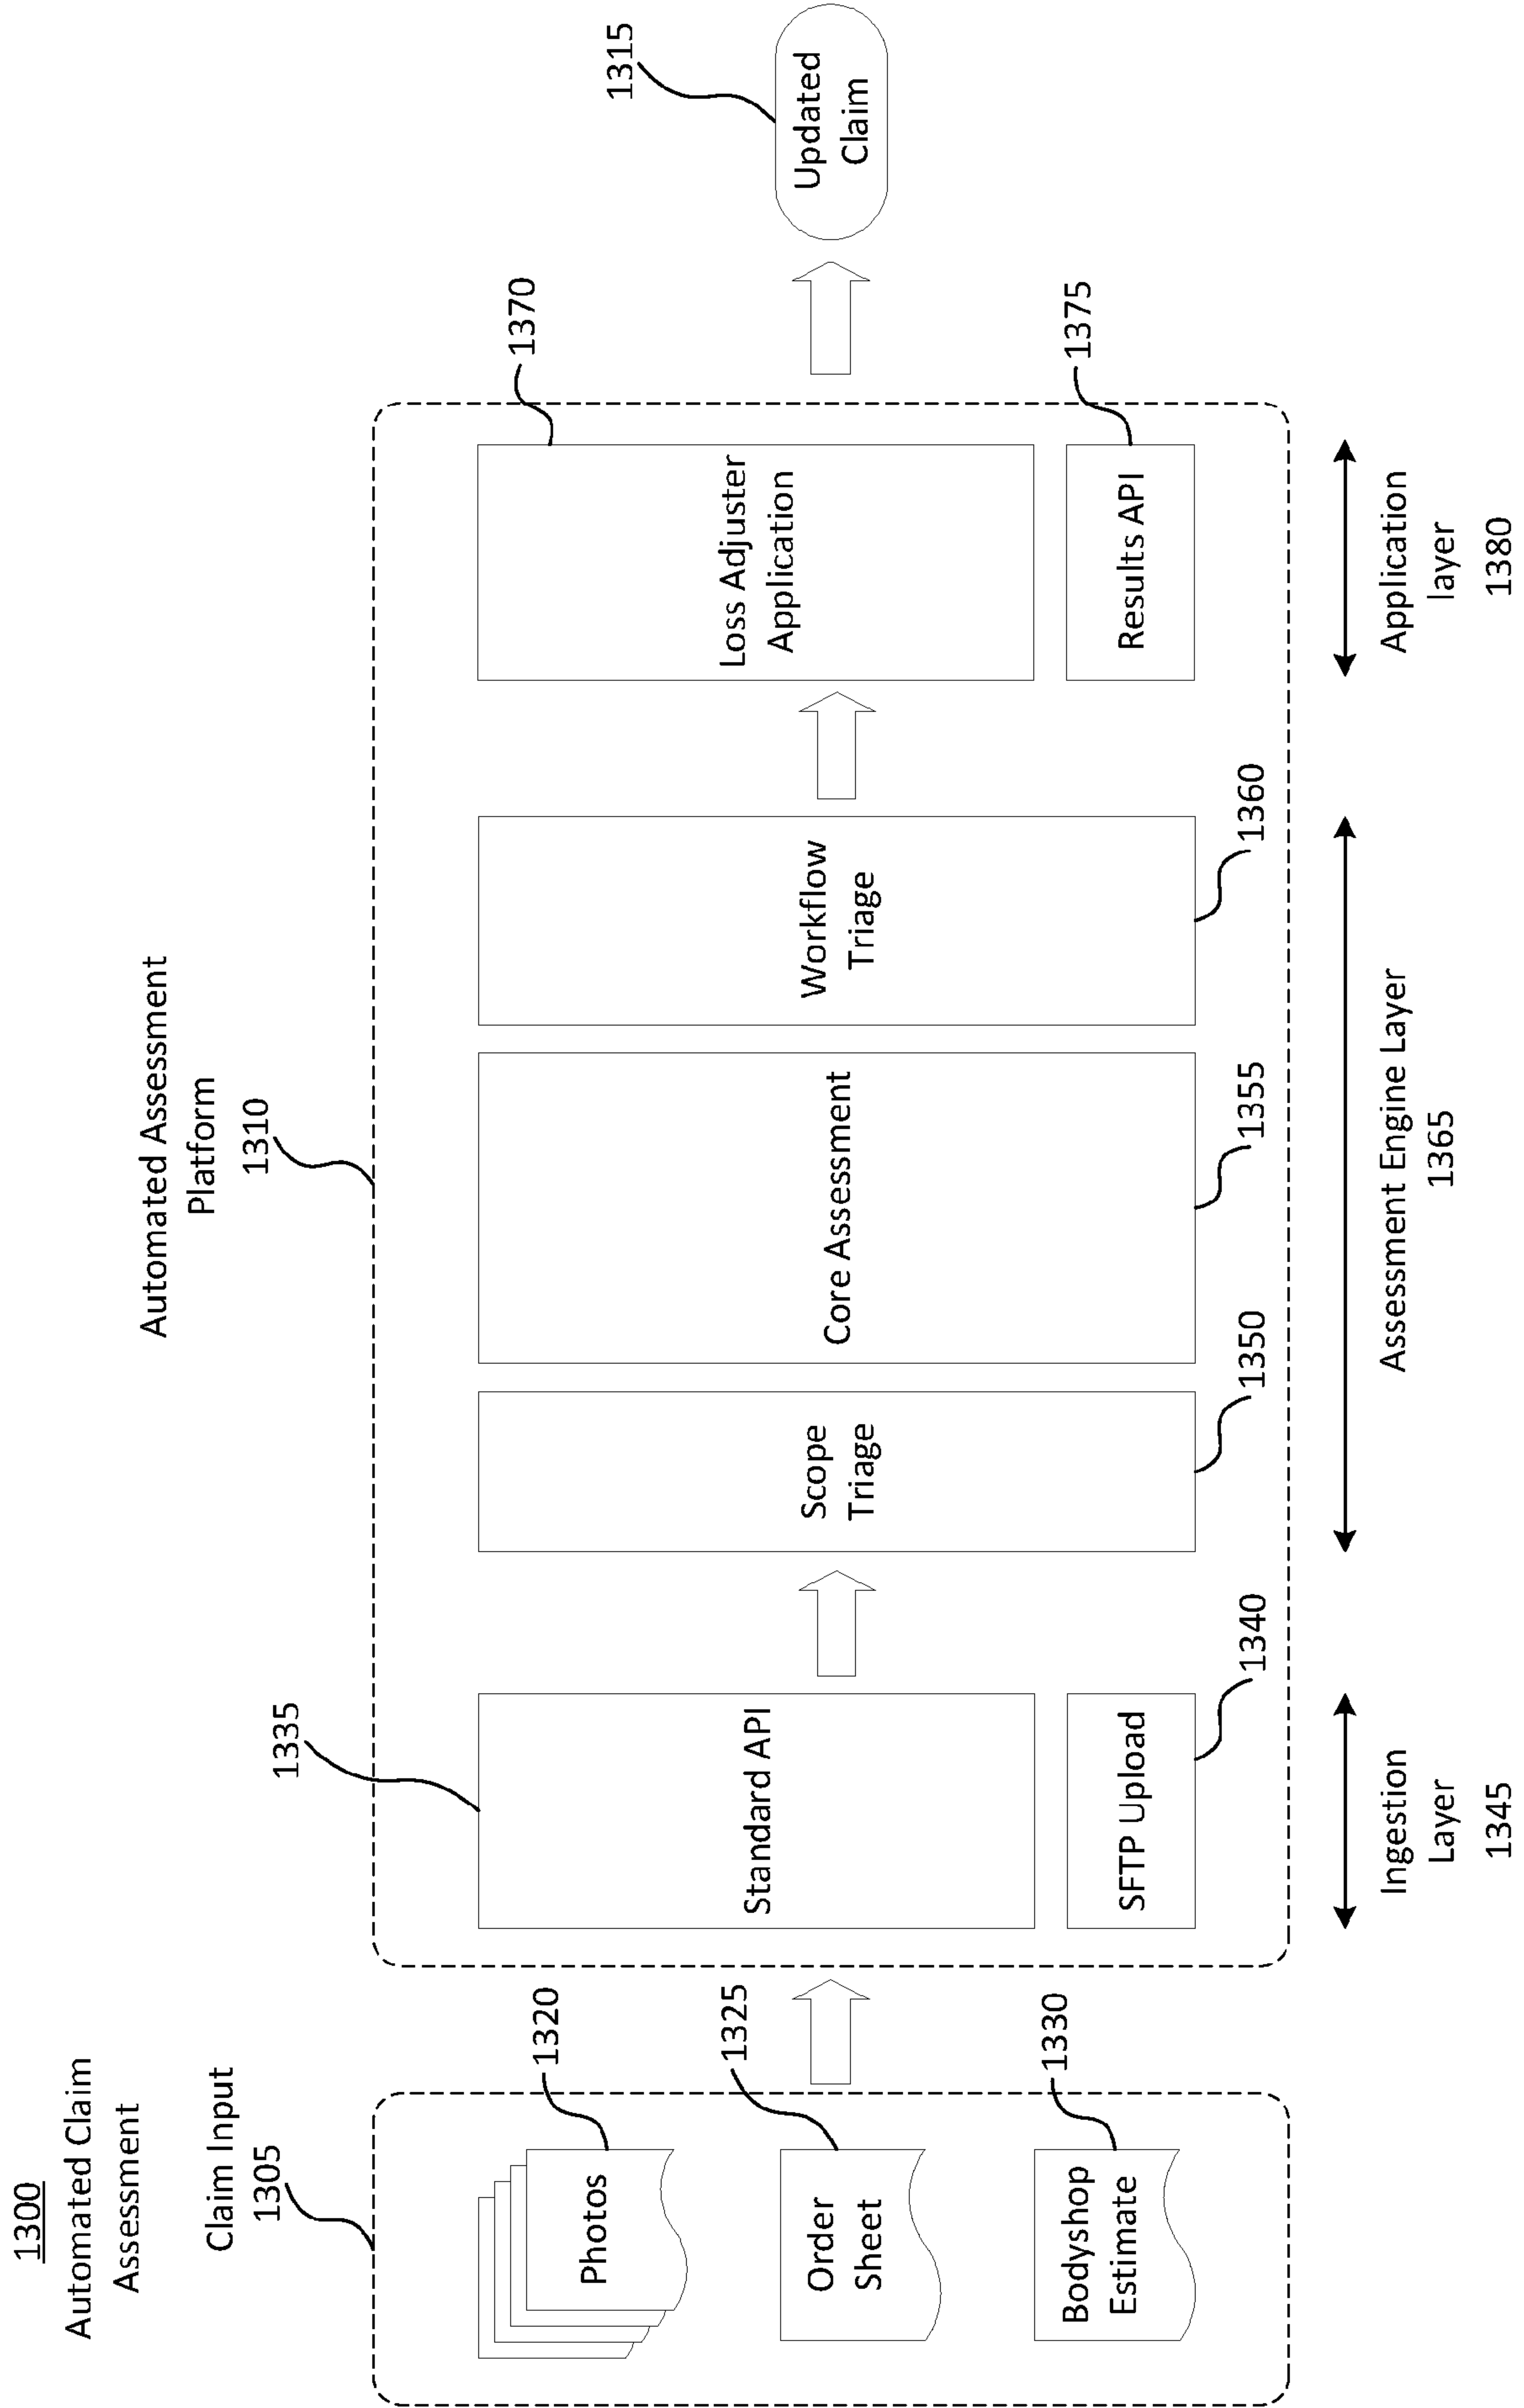 1300
Automated Claim
Assessment
Claim Input
1305
Photos
1320
Order
Sheet
1325
Bodyshop
Estimate
1330
Automated Assessment
Platform
1310
1335
Standard API
SFTP Upload
1340
Ingestion
Layer
1345
Scope
Triage
1350
Core Assessment
1355
Workflow
Triage
1360
Assessment Engine Layer
1365
Loss Adjuster
Application
1370
Results API
1375
Application
layer
1380
Updated
Claim
1315